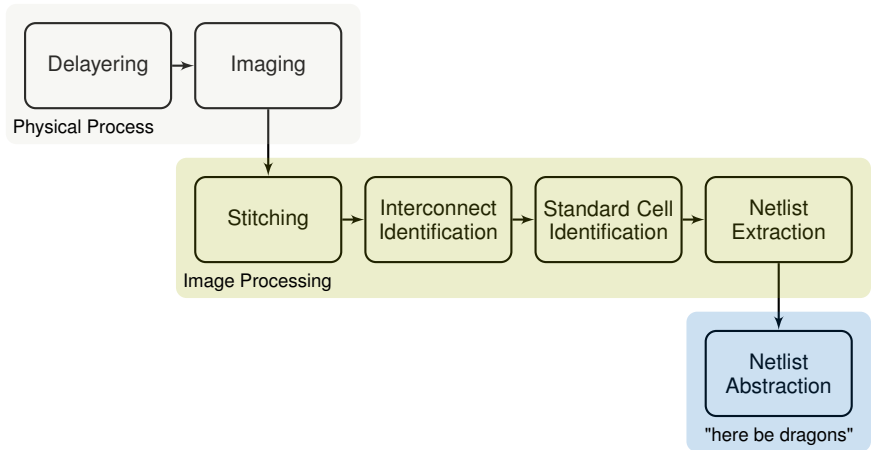 Delayering
Imaging
Physical Process
Stitching
Interconnect
Identification
Standard Cell
Identification
Netlist
Extraction
Image Processing
Netlist
Abstraction
"here be dragons"